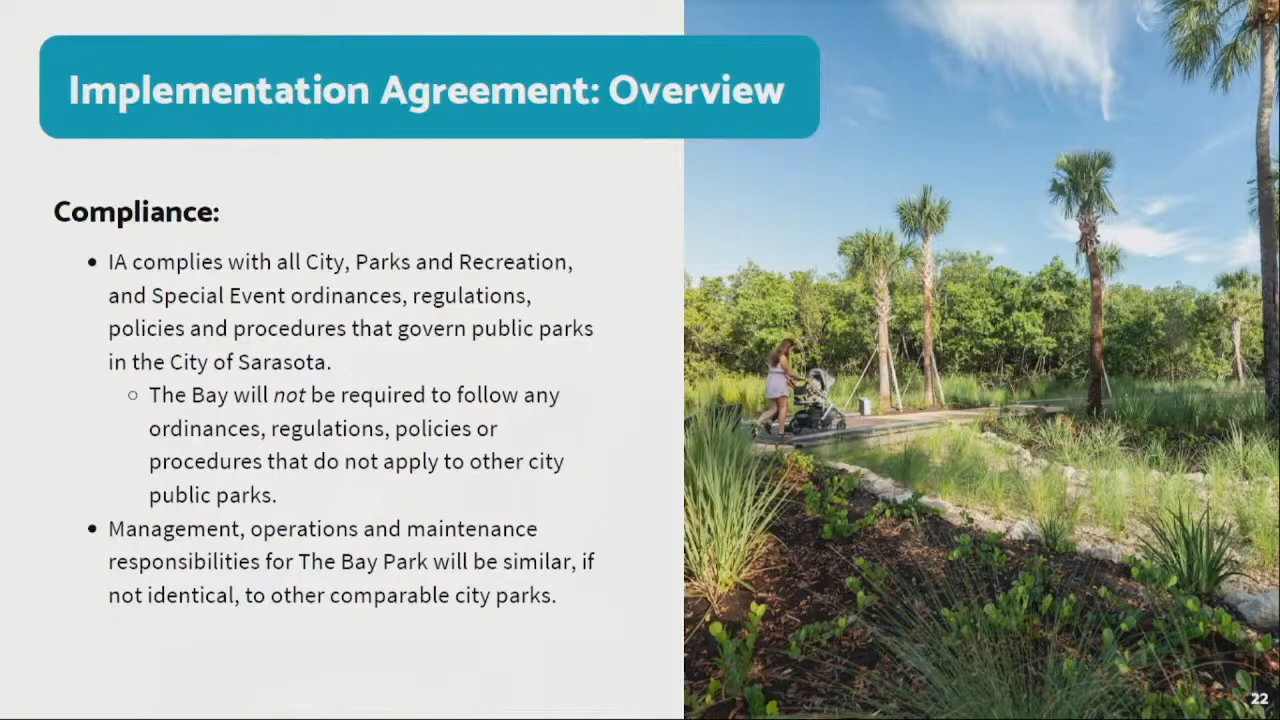 Implementation Agreement: Overview
Compliance:
• IA complies with all City, Parks and Recreation,
and Special Event ordinances, regulations,
policies and procedures that govern public parks
in the City of Sarasota.
○ The Bay will not be required to follow any
ordinances, regulations, policies or
procedures that do not apply to other city
public parks.
• Management, operations and maintenance
responsibilities for The Bay Park will be similar, if
not identical, to other comparable city parks.
22